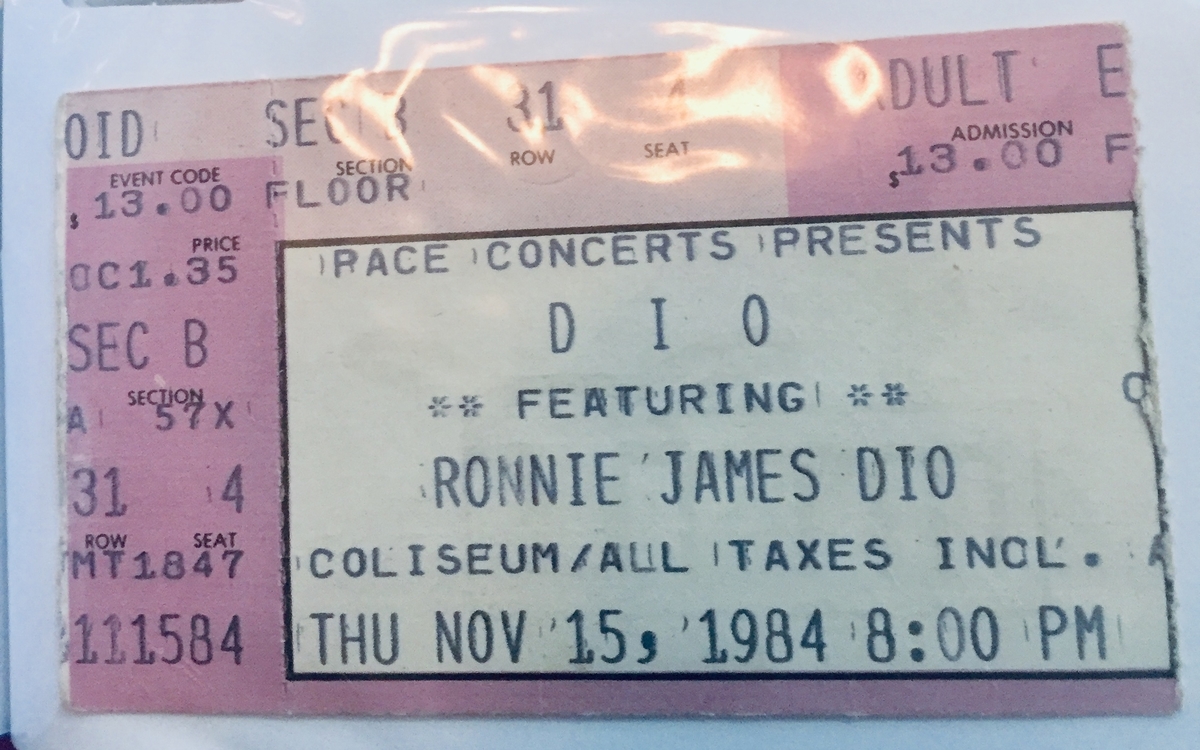 OID SEC B 31 4 ADULT E
EVENT CODE SECTION ROW SEAT ADMISSION
$ 13.00 FLOOR $ 13.00 F
PRICE
CC1.35
SEC B
SECTION
A 57X
31 4
ROW SEAT
MT1847
111584
RACE CONCERTS PRESENTS
D I O
** FEATURING **
RONNIE JAMES DIO
COLISEUM/ALL TAXES INCL.
THU NOV 15, 1984 8:00 PM